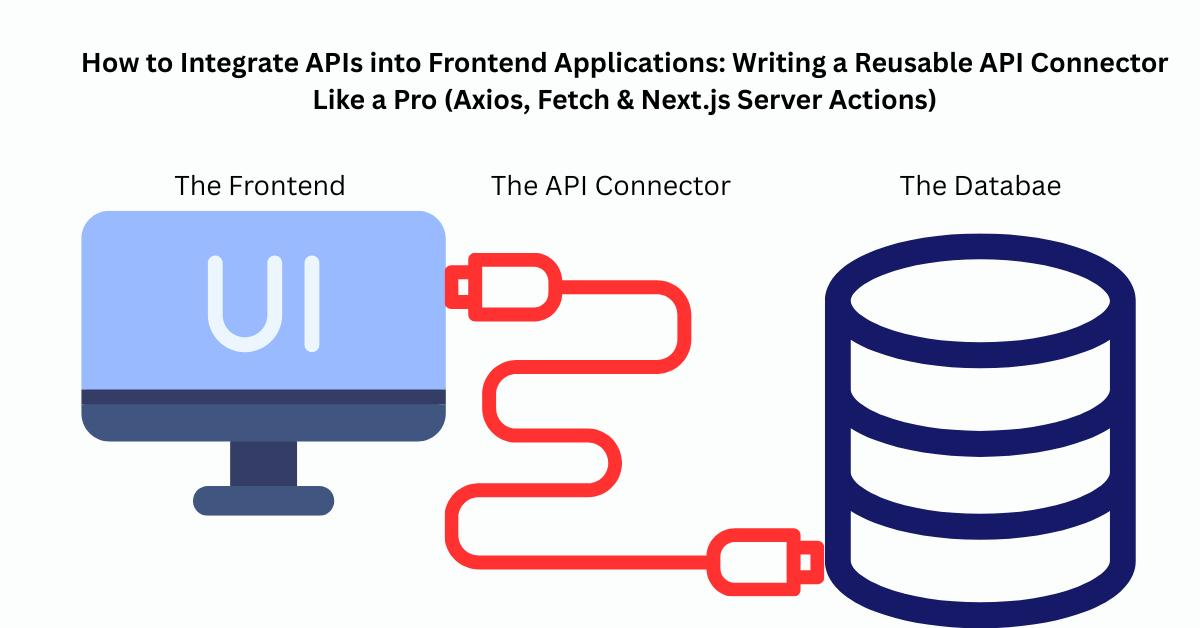 How to Integrate APIs into Frontend Applications: Writing a Reusable API Connector
Like a Pro (Axios, Fetch & Next.js Server Actions)
The Frontend
The API Connector
The Databae
UI